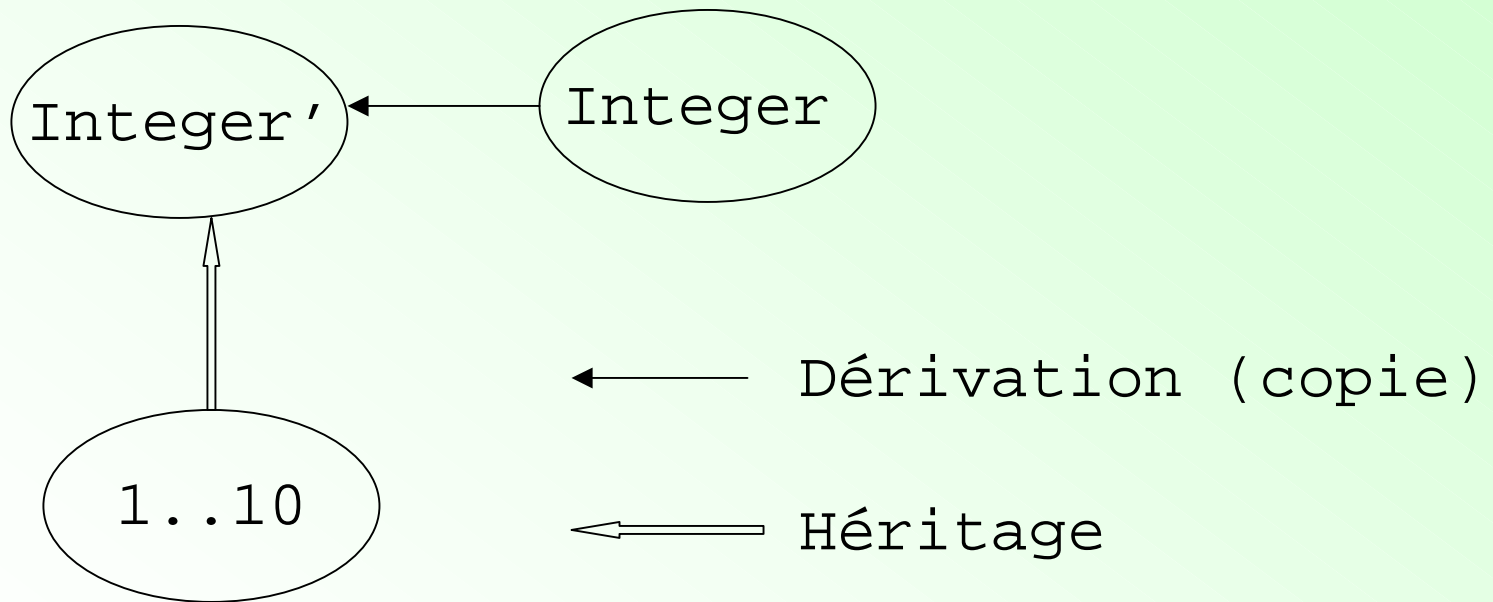 Integer’
Integer
1..10
Dérivation (copie)
Héritage